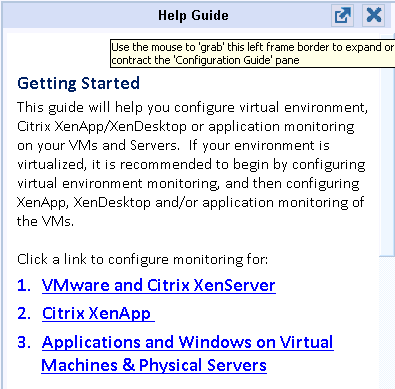 Help Guide
Use the mouse to 'grab' this left frame border to expand or
contract the 'Configuration Guide' pane
Getting Started
This guide will help you configure virtual environment,
Citrix XenApp/XenDesktop or application monitoring
on your VMs and Servers.  If your environment is
virtualized, it is recommended to begin by configuring
virtual environment monitoring, and then configuring
XenApp, XenDesktop and/or application monitoring of
the VMs.
Click a link to configure monitoring for:
1. VMware and Citrix XenServer
2. Citrix XenApp
3. Applications and Windows on Virtual
Machines & Physical Servers